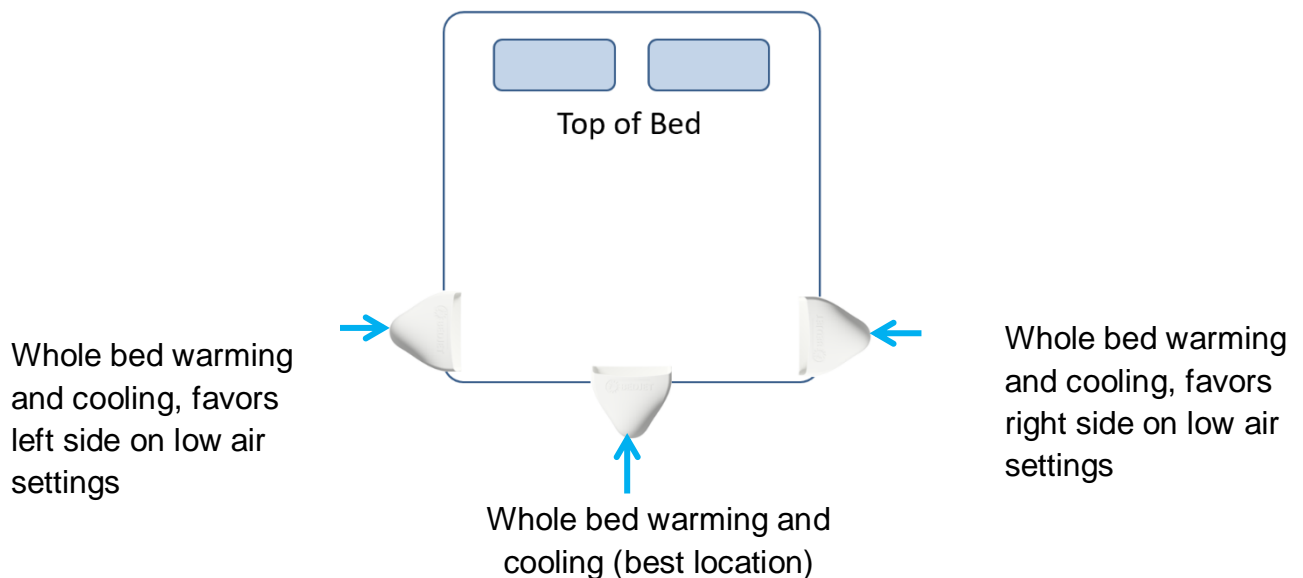 Top of Bed
Whole bed warming
and cooling, favors
left side on low air
settings
Whole bed warming
and cooling, favors
right side on low air
settings
Whole bed warming and
cooling (best location)